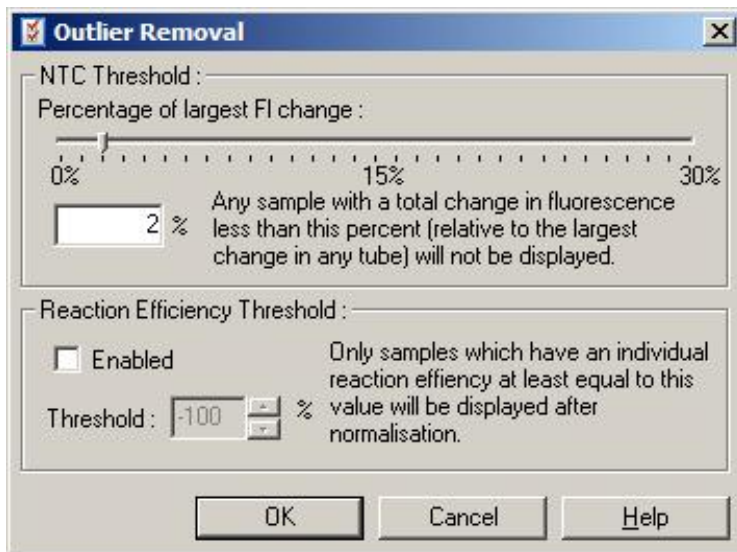 Outlier Removal
NTC Threshold :
Percentage of largest Fl change :
0% 15% 30%
2 %
Any sample with a total change in fluorescence
less than this percent (relative to the largest
change in any tube) will not be displayed.
Reaction Efficiency Threshold :
Enabled
Threshold : -100 %
Only samples which have an individual
reaction effiency at least equal to this
value will be displayed after
normalisation.
OK Cancel Help